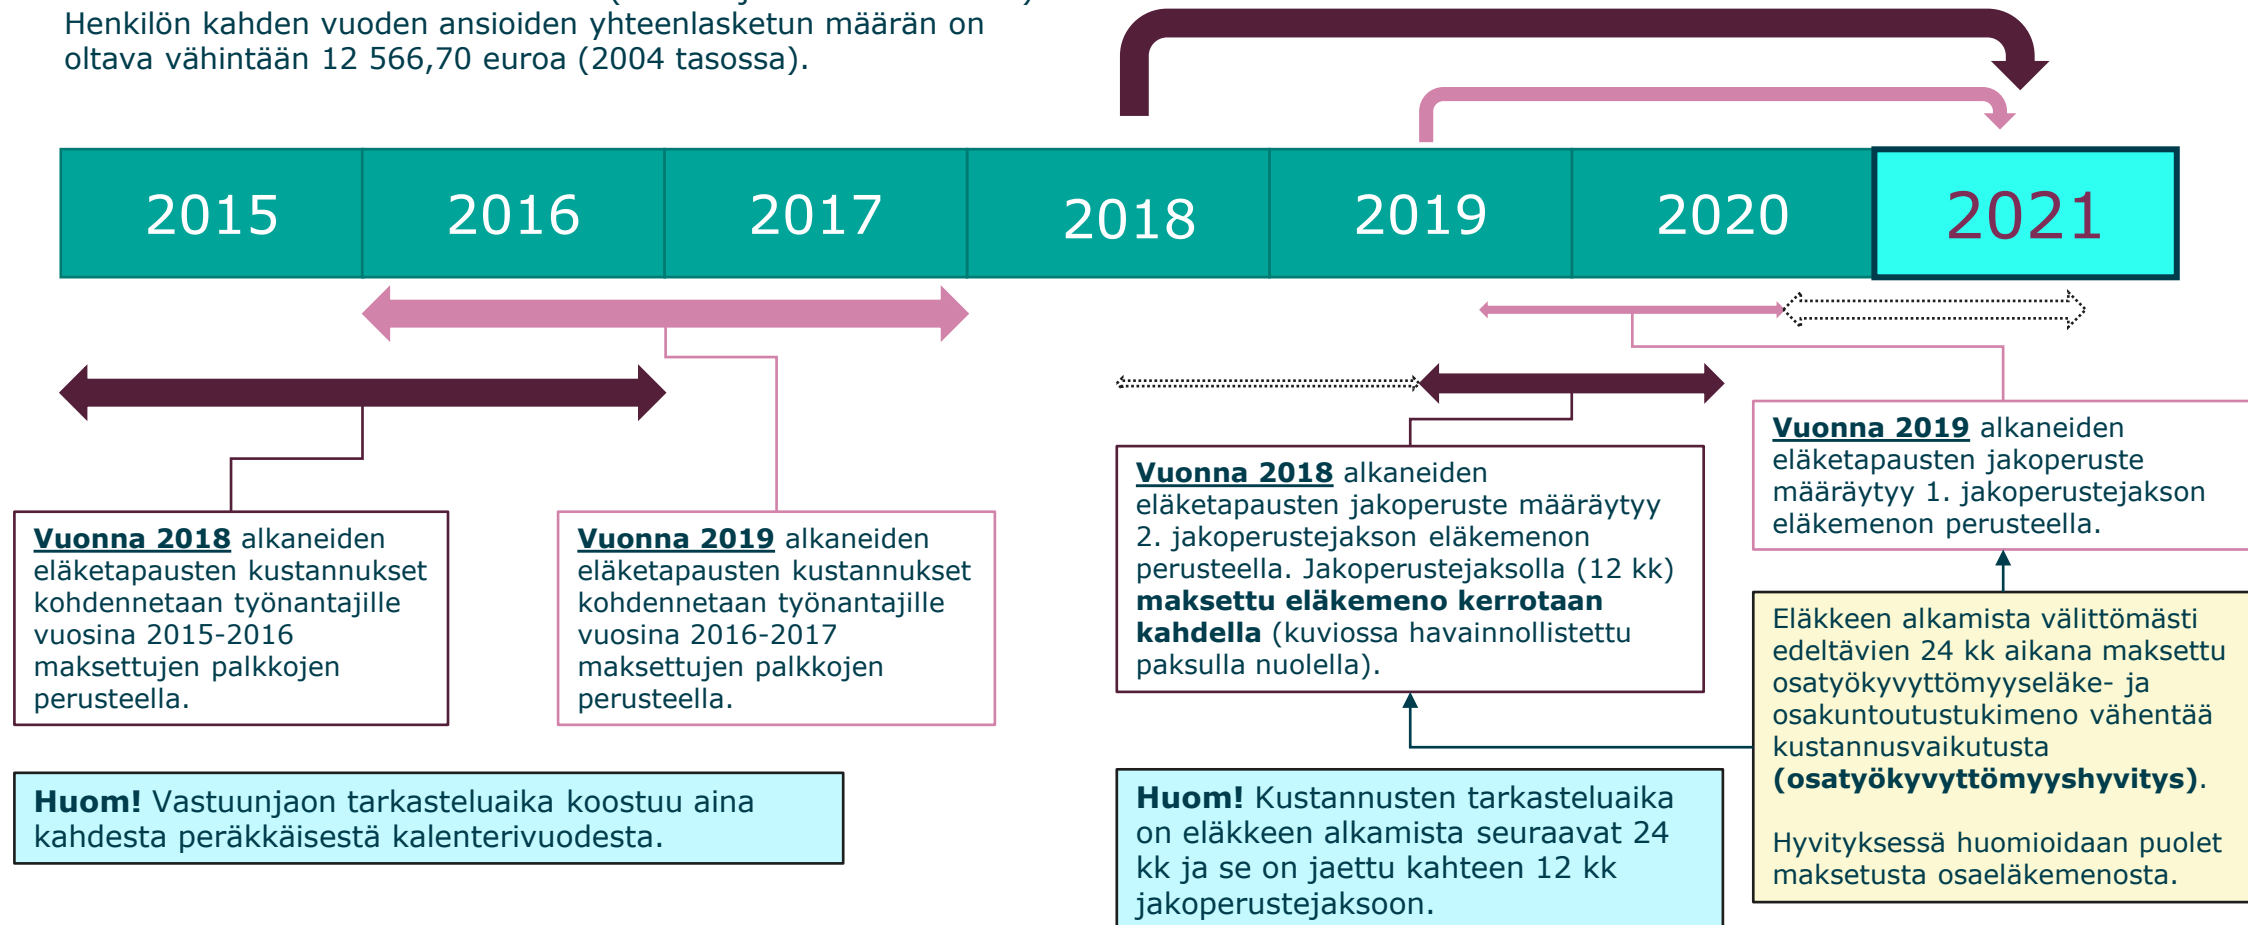 Henkilön kahden vuoden ansioiden yhteenlasketun määrän on
oltava vähintään 12 566,70 euroa (2004 tasossa).
2015
2016
2017
2018
2019
2020
2021
Vuonna 2018 alkaneiden
eläketapausten kustannukset
kohdennetaan työnantajille
vuosina 2015-2016
maksettujen palkkojen
perusteella.
Vuonna 2019 alkaneiden
eläketapausten kustannukset
kohdennetaan työnantajille
vuosina 2016-2017
maksettujen palkkojen
perusteella.
Vuonna 2018 alkaneiden
eläketapausten jakoperuste määräytyy
2. jakoperustejakson eläkemenon
perusteella. Jakoperustejaksolla (12 kk)
maksettu eläkemeno kerrotaan
kahdella (kuviossa havainnollistettu
paksulla nuolella).
Vuonna 2019 alkaneiden
eläketapausten jakoperuste
määräytyy 1. jakoperustejakson
eläkemenon perusteella.
Eläkkeen alkamista välittömästi
edeltävien 24 kk aikana maksettu
osatyökyvyttömyyseläke- ja
osakuntoutustukimeno vähentää
kustannusvaikutusta
(osatyökyvyttömyyshyvitys).
Hyvityksessä huomioidaan puolet
maksetusta osaeläkemenosta.
Huom! Vastuunjaon tarkasteluaika koostuu aina
kahdesta peräkkäisestä kalenterivuodesta.
Huom! Kustannusten tarkasteluaika
on eläkkeen alkamista seuraavat 24
kk ja se on jaettu kahteen 12 kk
jakoperustejaksoon.